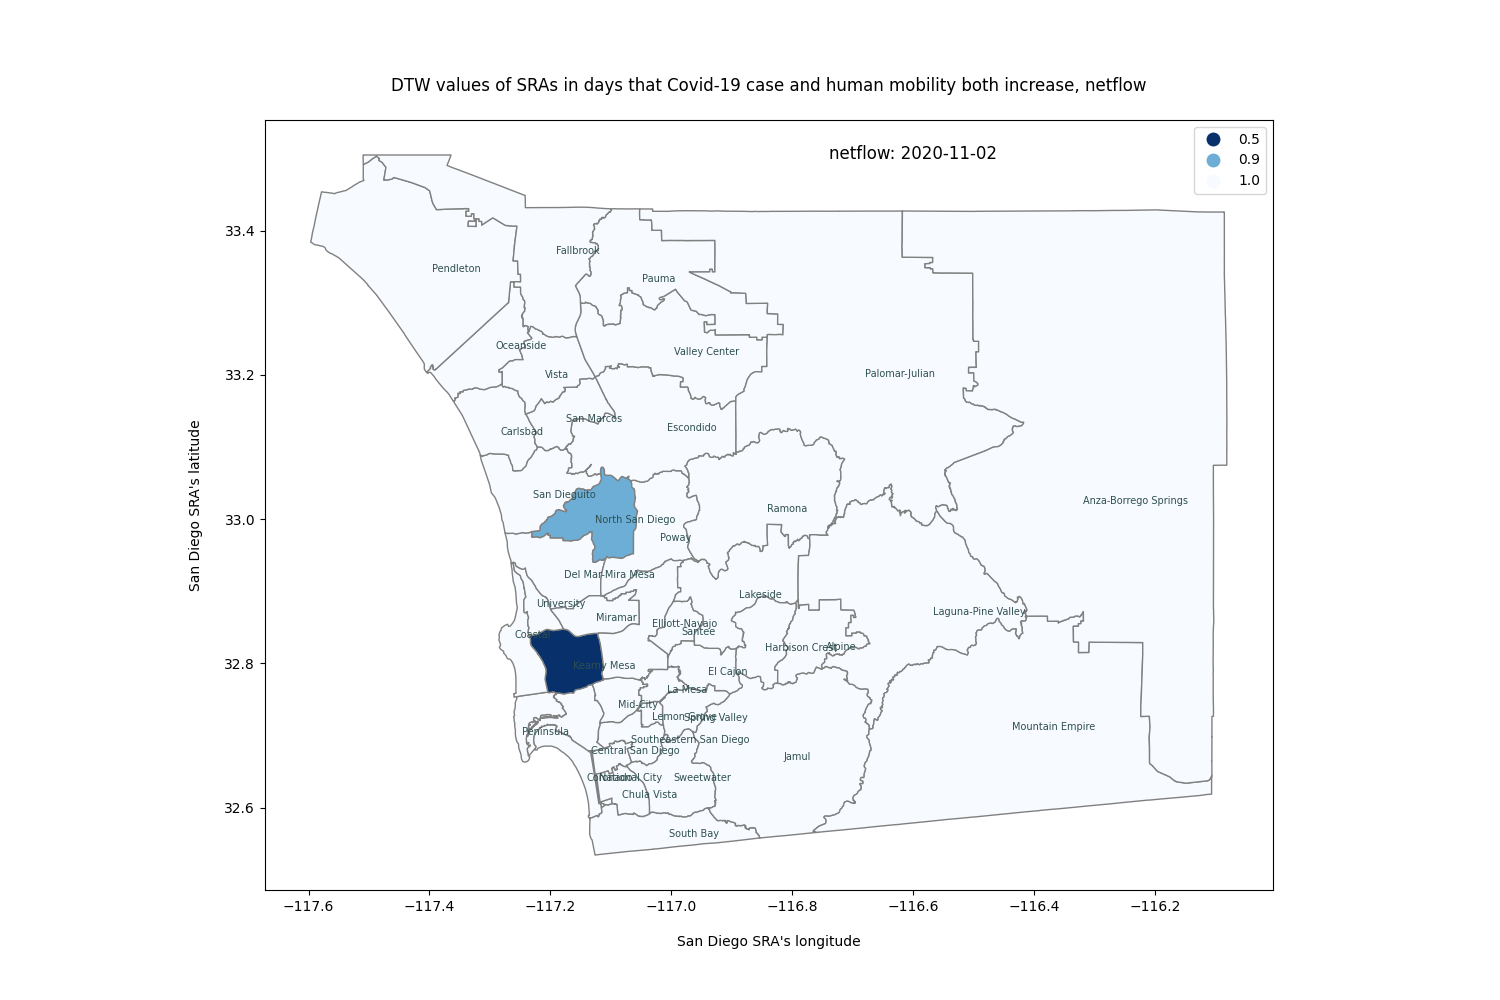 DTW values of SRAs in days that Covid-19 case and human mobility both increase, netflow
netflow: 2020-11-02
0.5
0.9
1.0
33.4
33.2
33.0
32.8
32.6
San Diego SRA's latitude
Pendleton
Fallbrook
Pauma
Oceanside
Valley Center
Vista
Palomar-Julian
San Marcos
Carlsbad
Escondido
San Dieguito
Anza-Borrego Springs
Ramona
North San Diego
Poway
Del Mar-Mira Mesa
Lakeside
University
Laguna-Pine Valley
Miramar
Elliott-Navajo
Santee
Coastal
Harbison Crest
Alpine
Kearny Mesa
El Cajon
La Mesa
Mid-City
Lemon Grove
Spring Valley
Mountain Empire
Peninsula
Southeastern San Diego
Central San Diego
Jamul
Coronado
National City
Sweetwater
Chula Vista
South Bay
−117.6 −117.4 −117.2 −117.0 −116.8 −116.6 −116.4 −116.2
San Diego SRA's longitude